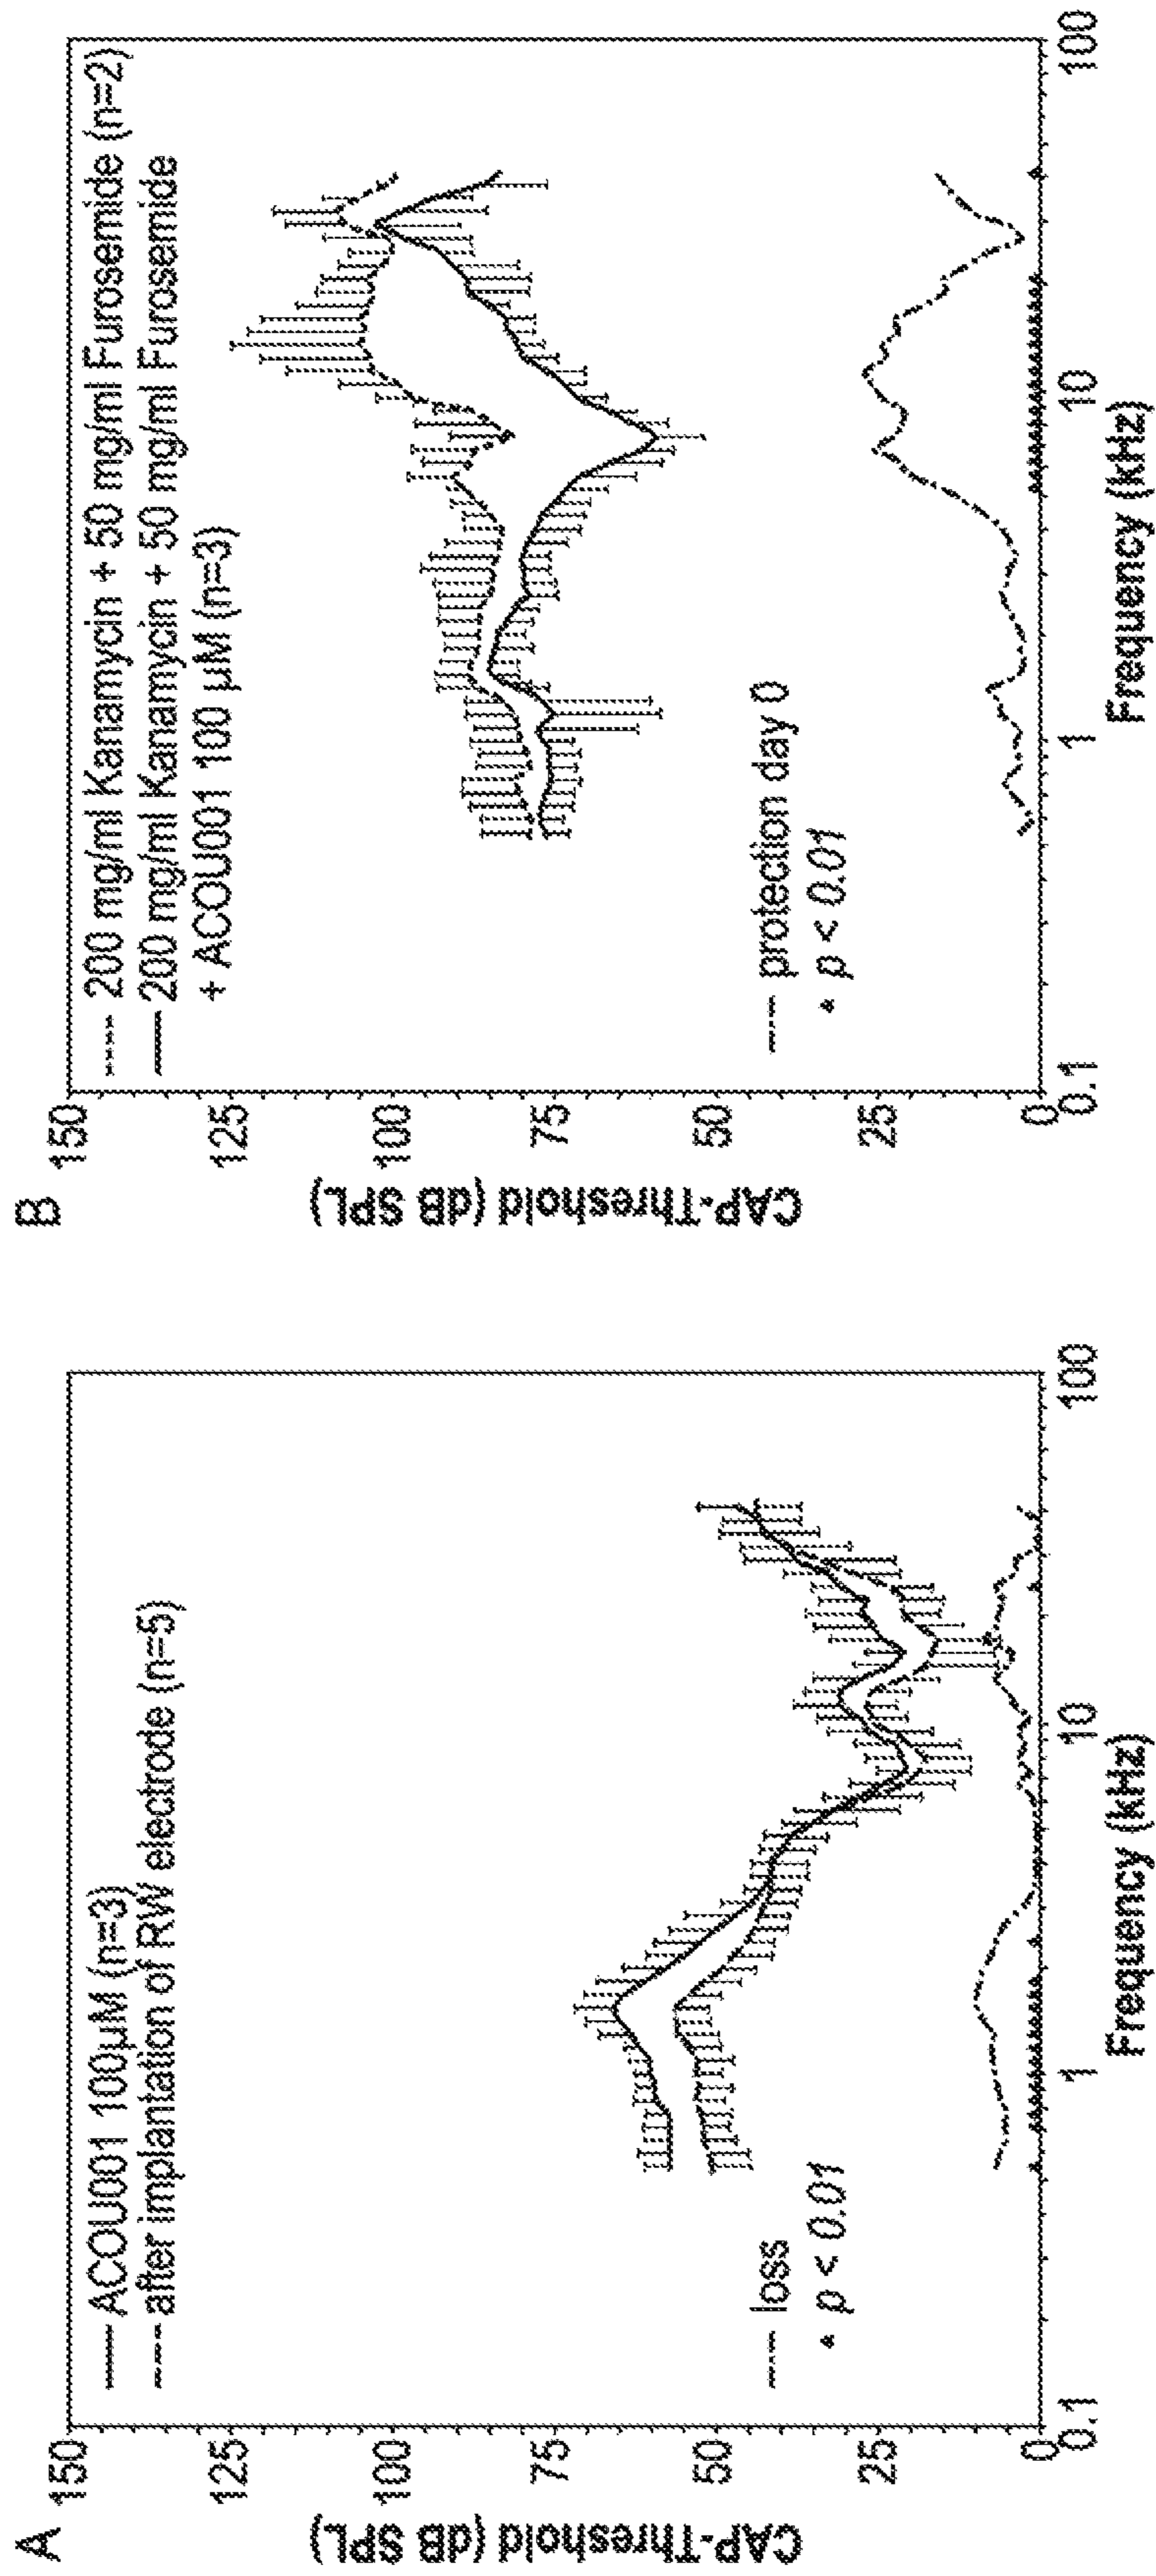 A
CAP-Threshold (dB SPL)
150
125
100
75
50
25
0
ACOU001 100µM (n=3)
after implantation of RW electrode (n=5)
loss
p < 0.01
0.1
1
10
100
Frequency (kHz)
B
CAP-Threshold (dB SPL)
150
125
100
75
50
25
0
200 mg/ml Kanamycin + 50 mg/ml Furosemide (n=2)
200 mg/ml Kanamycin + 50 mg/ml Furosemide
+ ACOU001 100 µM (n=3)
protection day 0
p < 0.01
0.1
1
10
100
Frequency (kHz)